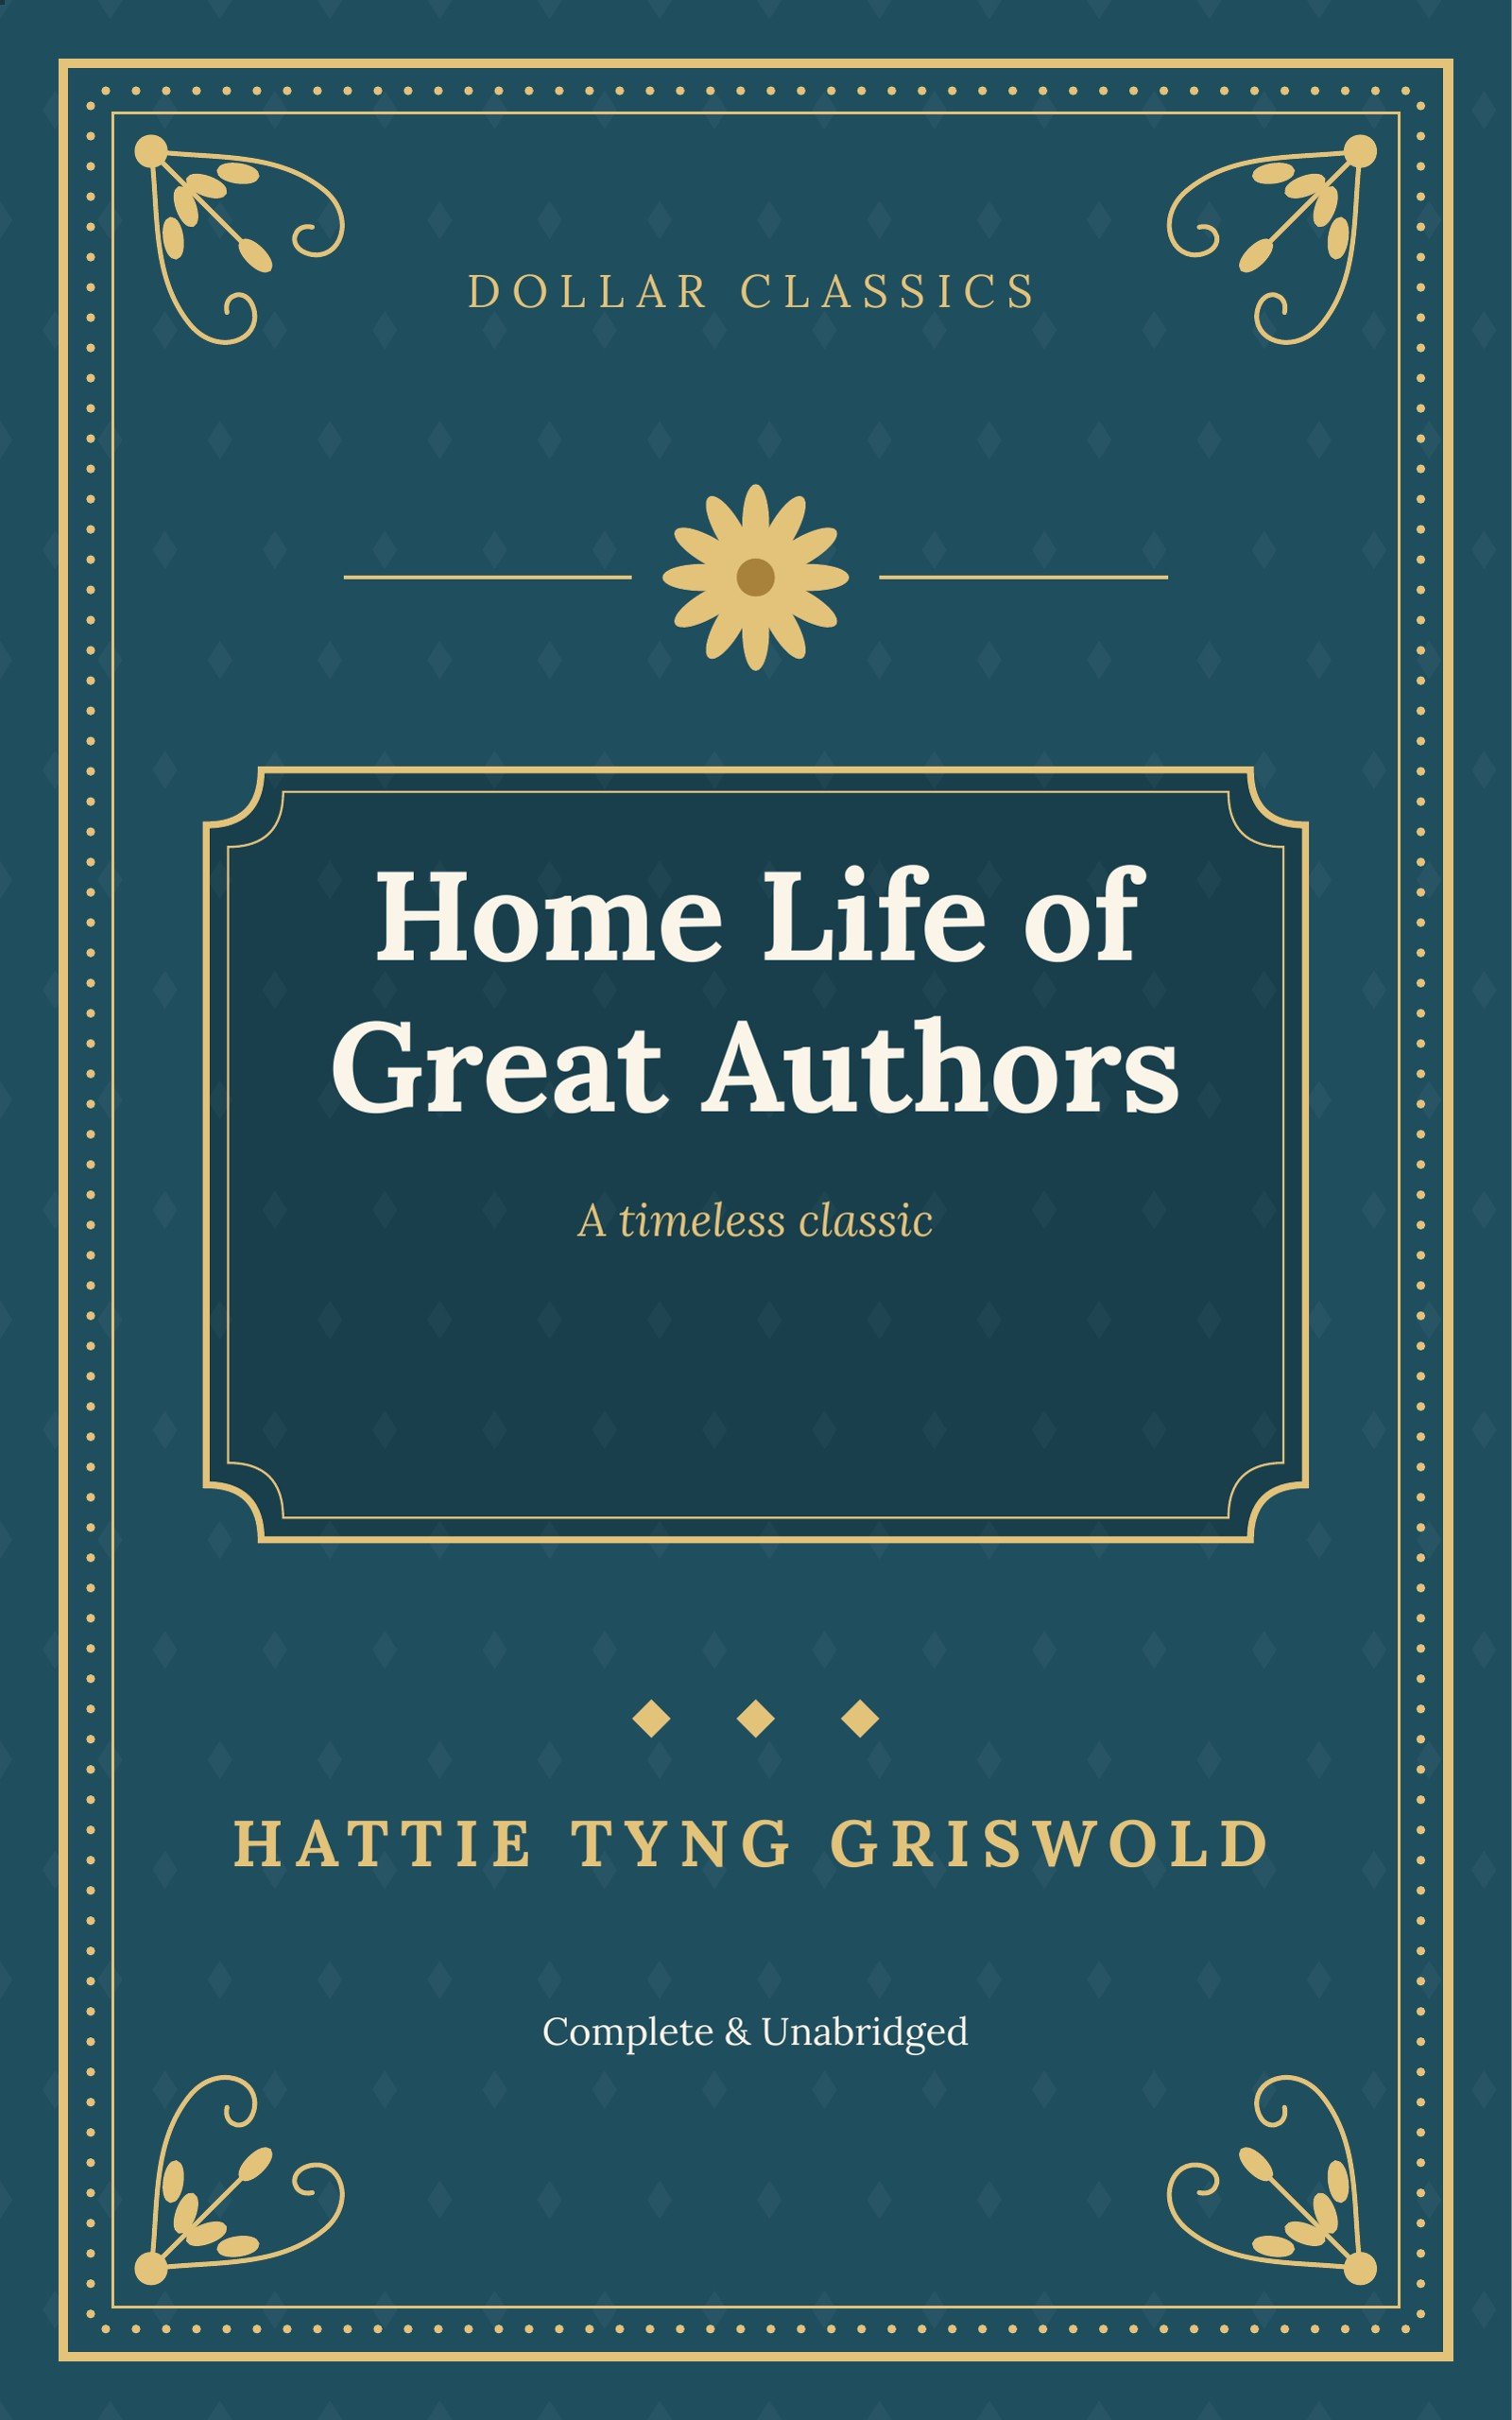 DOLLAR CLASSICS
Home Life of
Great Authors
A timeless classic
HATTIE TYNG GRISWOLD
Complete & Unabridged